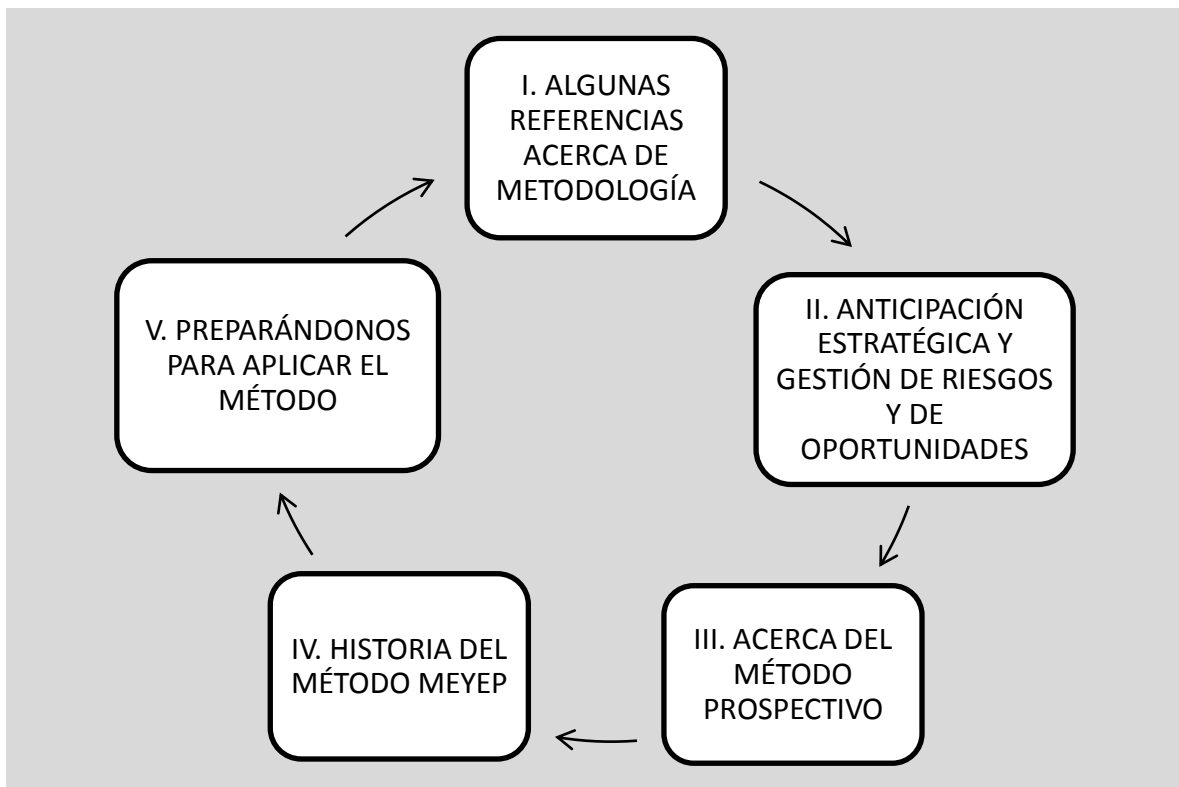 I. ALGUNAS
REFERENCIAS
ACERCA DE
METODOLOGÍA
II. ANTICIPACIÓN
ESTRATÉGICA Y
GESTIÓN DE RIESGOS
Y DE
OPORTUNIDADES
III. ACERCA DEL
MÉTODO
PROSPECTIVO
IV. HISTORIA DEL
MÉTODO MEYEP
V. PREPARÁNDONOS
PARA APLICAR EL
MÉTODO